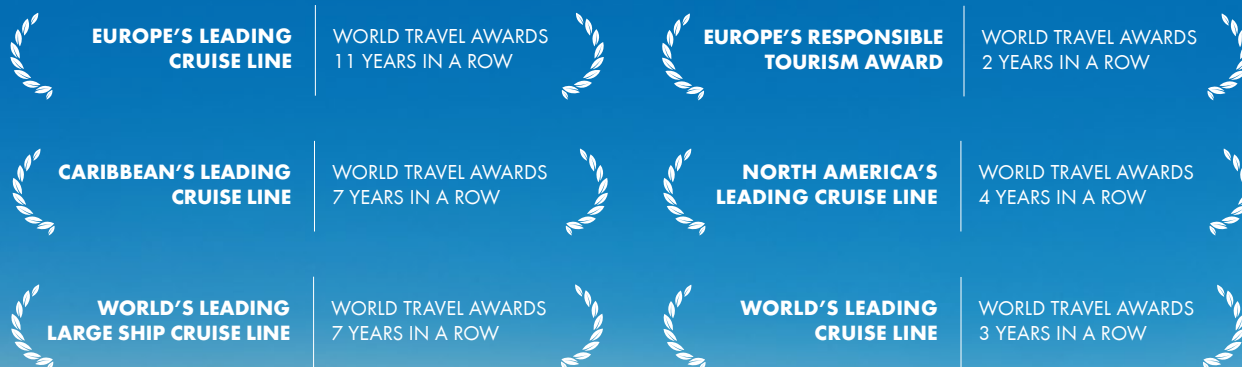 EUROPE'S LEADING
CRUISE LINE
WORLD TRAVEL AWARDS
11 YEARS IN A ROW
EUROPE'S RESPONSIBLE
TOURISM AWARD
WORLD TRAVEL AWARDS
2 YEARS IN A ROW
CARIBBEAN'S LEADING
CRUISE LINE
WORLD TRAVEL AWARDS
7 YEARS IN A ROW
NORTH AMERICA'S
LEADING CRUISE LINE
WORLD TRAVEL AWARDS
4 YEARS IN A ROW
WORLD'S LEADING
LARGE SHIP CRUISE LINE
WORLD TRAVEL AWARDS
7 YEARS IN A ROW
WORLD'S LEADING
CRUISE LINE
WORLD TRAVEL AWARDS
3 YEARS IN A ROW